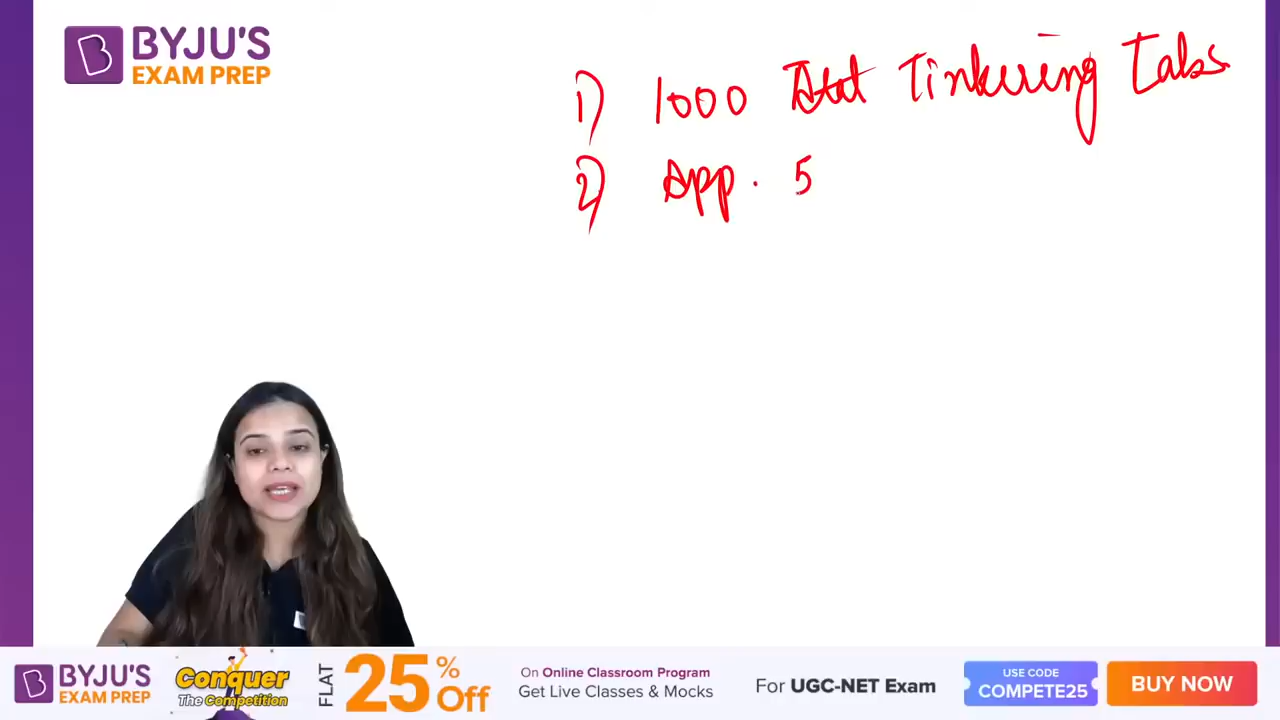 BYJU'S
EXAM PREP
1) 1000 Tinkering Labs
2) App. 5
BYJU'S
EXAM PREP
Conquer
The Competition
FLAT
25% Off
On Online Classroom Program
Get Live Classes & Mocks
For UGC-NET Exam
USE CODE
COMPETE25
BUY NOW